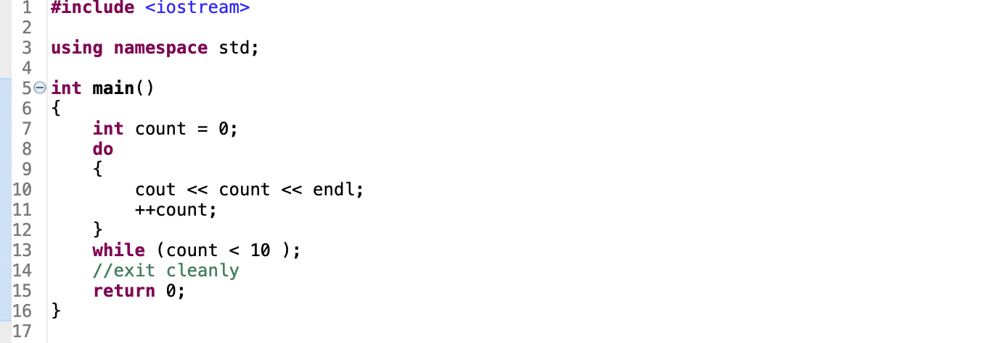 1 #include <iostream>
2
3 using namespace std;
4
5 int main()
6 {
7     int count = 0;
8     do
9     {
10         cout << count << endl;
11         ++count;
12     }
13     while (count < 10 );
14     //exit cleanly
15     return 0;
16 }
17